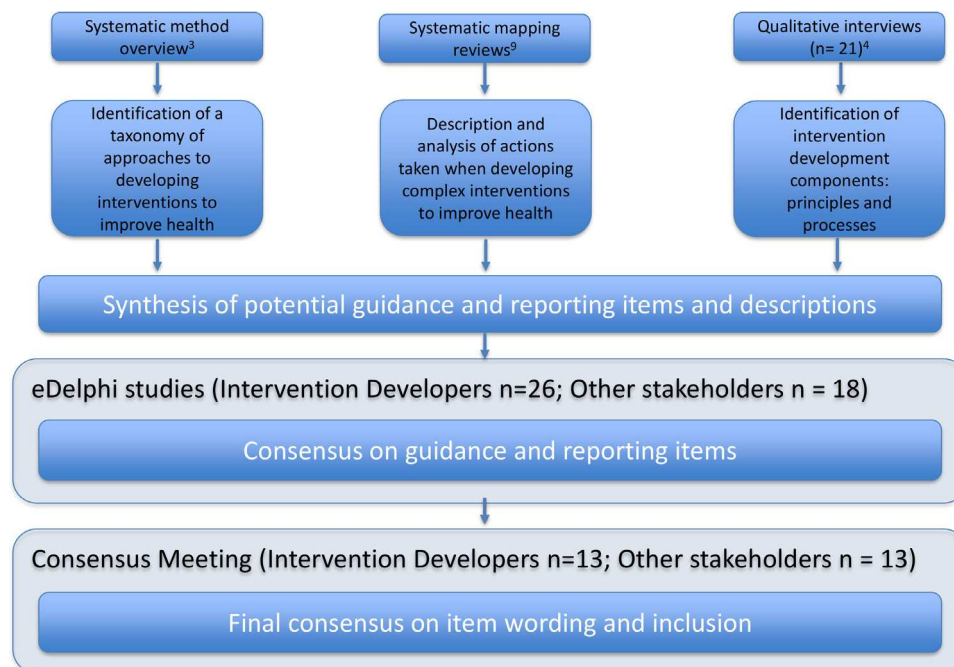 Systematic method
overview³
Systematic mapping
reviews⁹
Qualitative interviews
(n= 21)⁴
Identification of a
taxonomy of
approaches to
developing
interventions to
improve health
Description and
analysis of actions
taken when developing
complex interventions
to improve health
Identification of
intervention
development
components:
principles and
processes
Synthesis of potential guidance and reporting items and descriptions
eDelphi studies (Intervention Developers n=26; Other stakeholders n = 18)
Consensus on guidance and reporting items
Consensus Meeting (Intervention Developers n=13; Other stakeholders n = 13)
Final consensus on item wording and inclusion